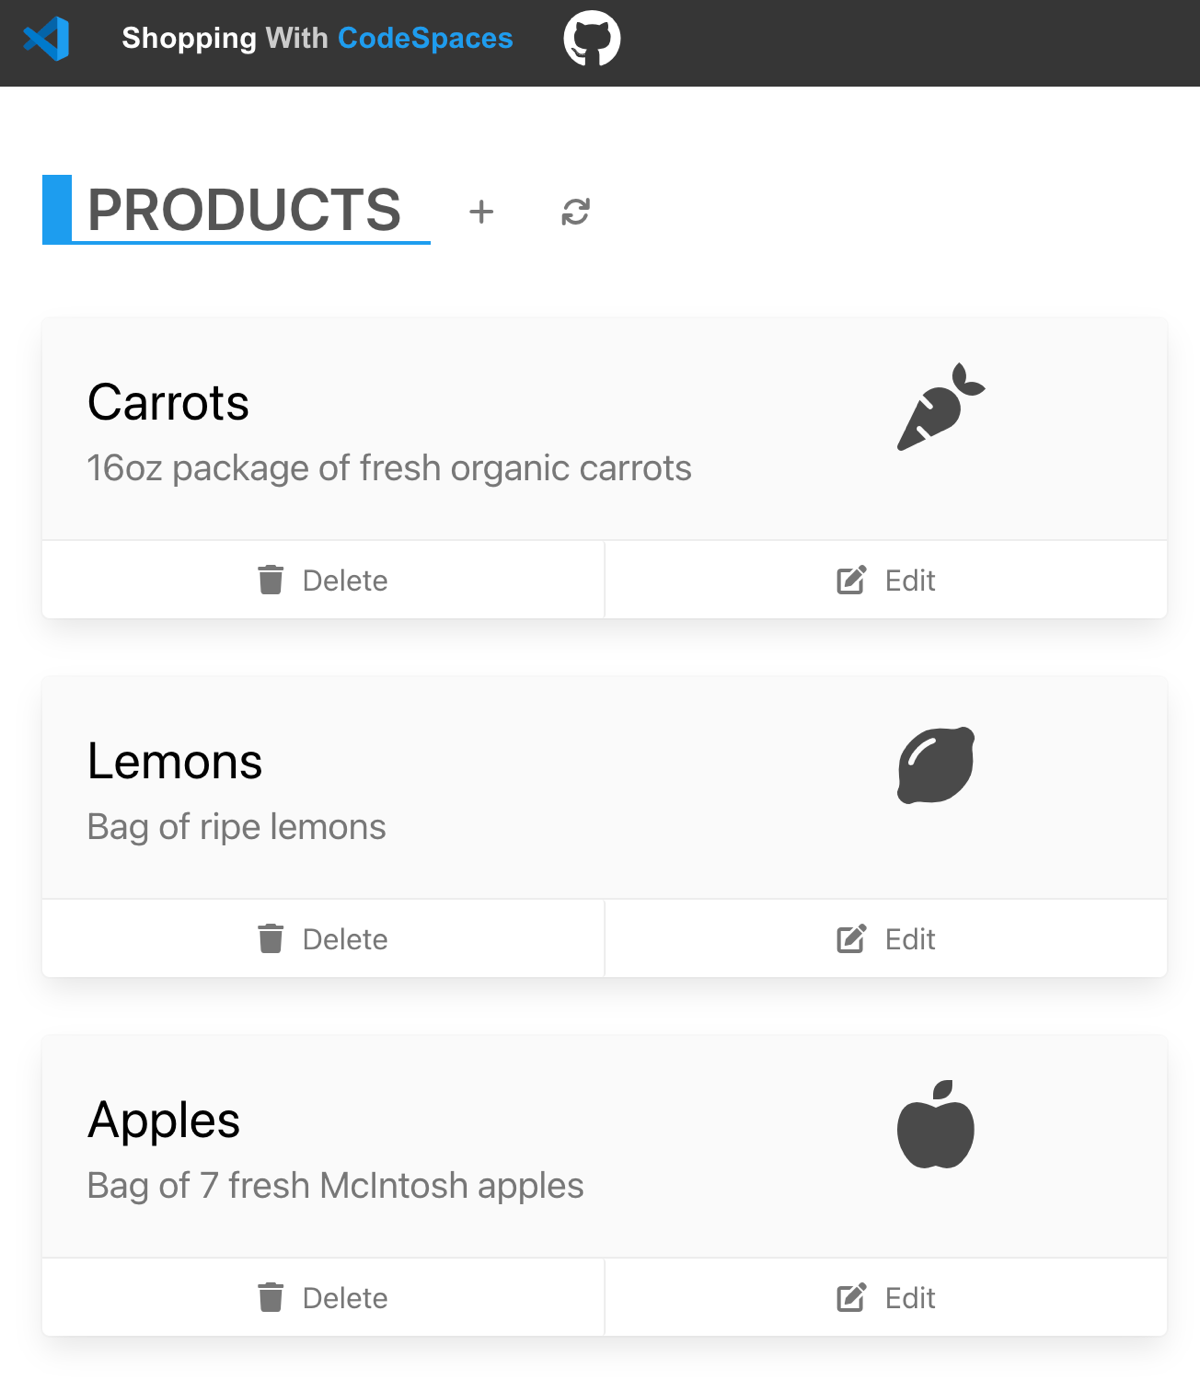 Shopping With CodeSpaces
PRODUCTS
Carrots
16oz package of fresh organic carrots
Delete
Edit
Lemons
Bag of ripe lemons
Delete
Edit
Apples
Bag of 7 fresh McIntosh apples
Delete
Edit